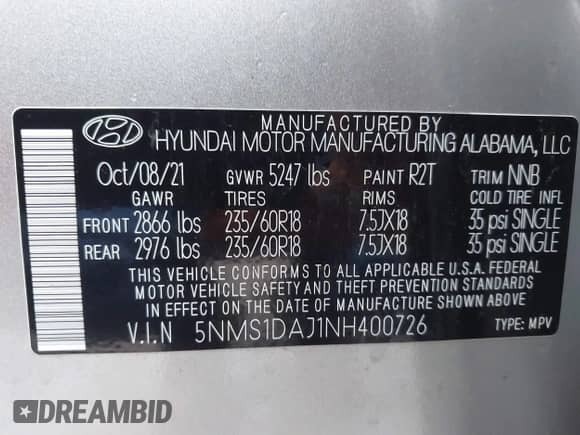 MANUFACTURED BY
HYUNDAI MOTOR MANUFACTURING ALABAMA, LLC
Oct/08/21 GVWR 5247 lbs PAINT R2T TRIM NNB
GAWR TIRES RIMS COLD TIRE INFL
FRONT 2866 lbs 235/60R18 7.5JX18 35 psi SINGLE
REAR 2976 lbs 235/60R18 7.5JX18 35 psi SINGLE
THIS VEHICLE CONFORMS TO ALL APPLICABLE U.S.A. FEDERAL
MOTOR VEHICLE SAFETY AND THEFT PREVENTION STANDARDS
IN EFFECT ON THE DATE OF MANUFACTURE SHOWN ABOVE.
V.I.N 5NMS1DAJ1NH400726 TYPE: MPV
DREAMBID